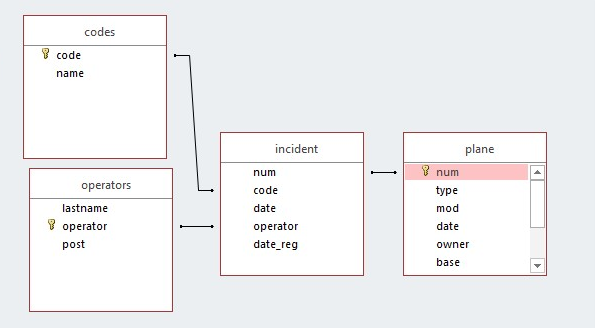 codes
code
name
operators
lastname
operator
post
incident
num
code
date
operator
date_reg
plane
num
type
mod
date
owner
base